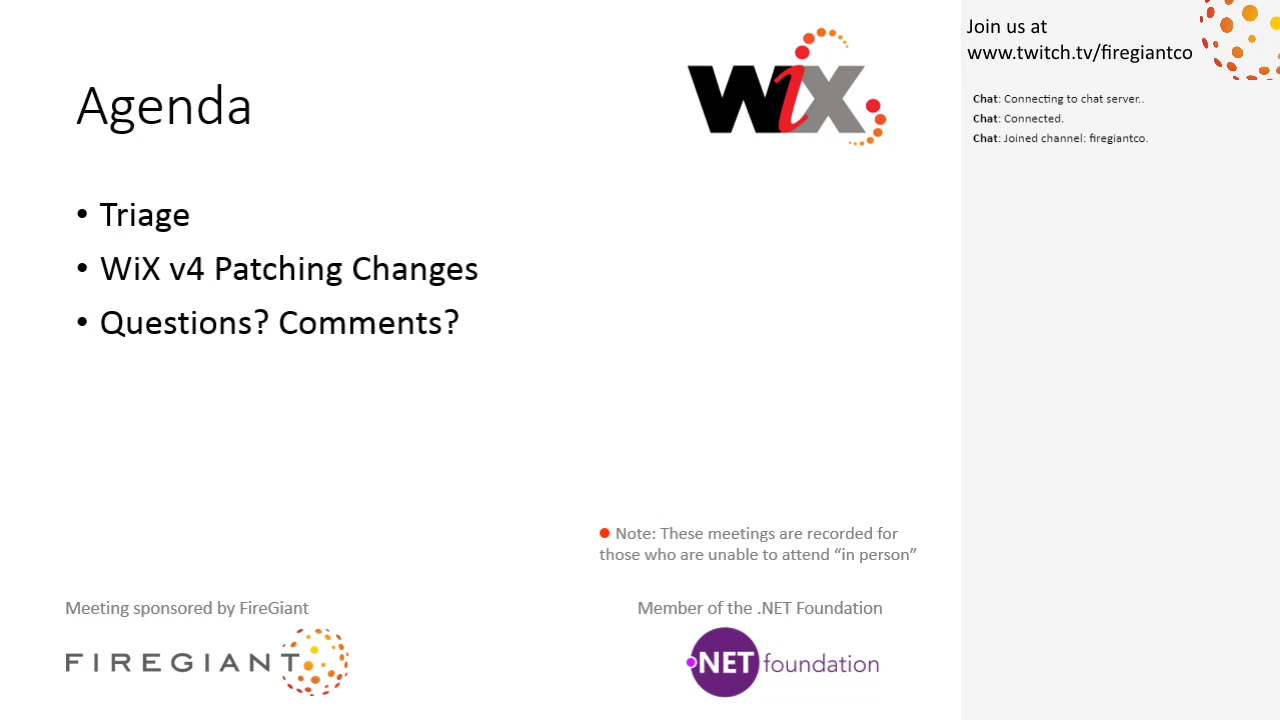 Agenda
WiX
• Triage
• WiX v4 Patching Changes
• Questions? Comments?
Note: These meetings are recorded for
those who are unable to attend “in person”
Meeting sponsored by FireGiant
FIREGIANT
Member of the .NET Foundation
.NET foundation
Join us at
www.twitch.tv/firegiantco
Chat: Connecting to chat server..
Chat: Connected.
Chat: Joined channel: firegiantco.